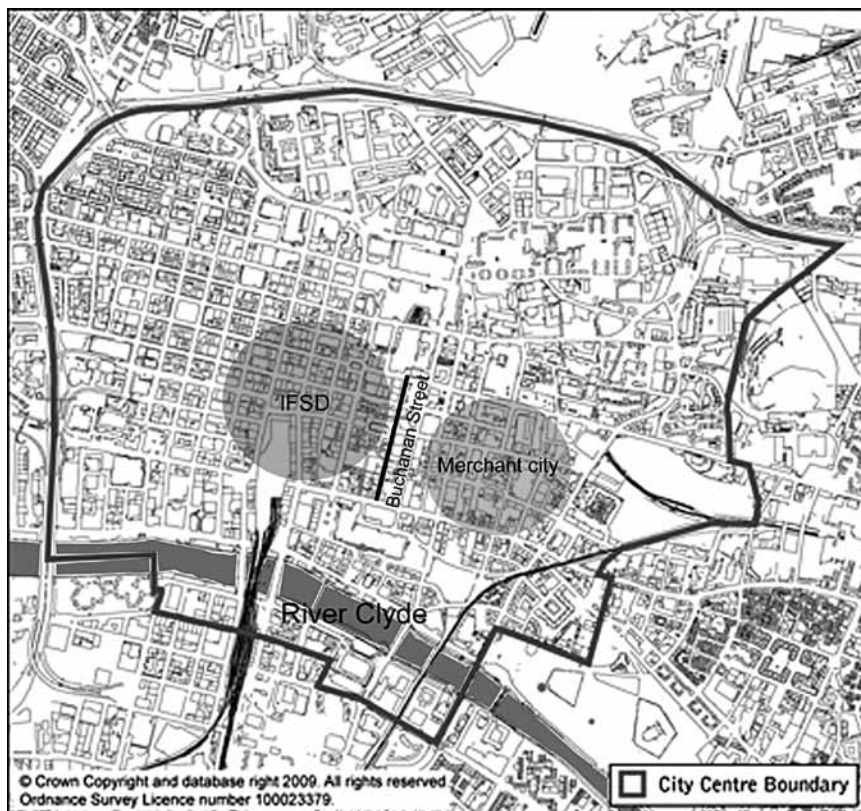 IFSD
Buchanan Street
Merchant city
River Clyde
© Crown Copyright and database right 2009. All rights reserved
Ordnance Survey Licence number 100023379.
City Centre Boundary